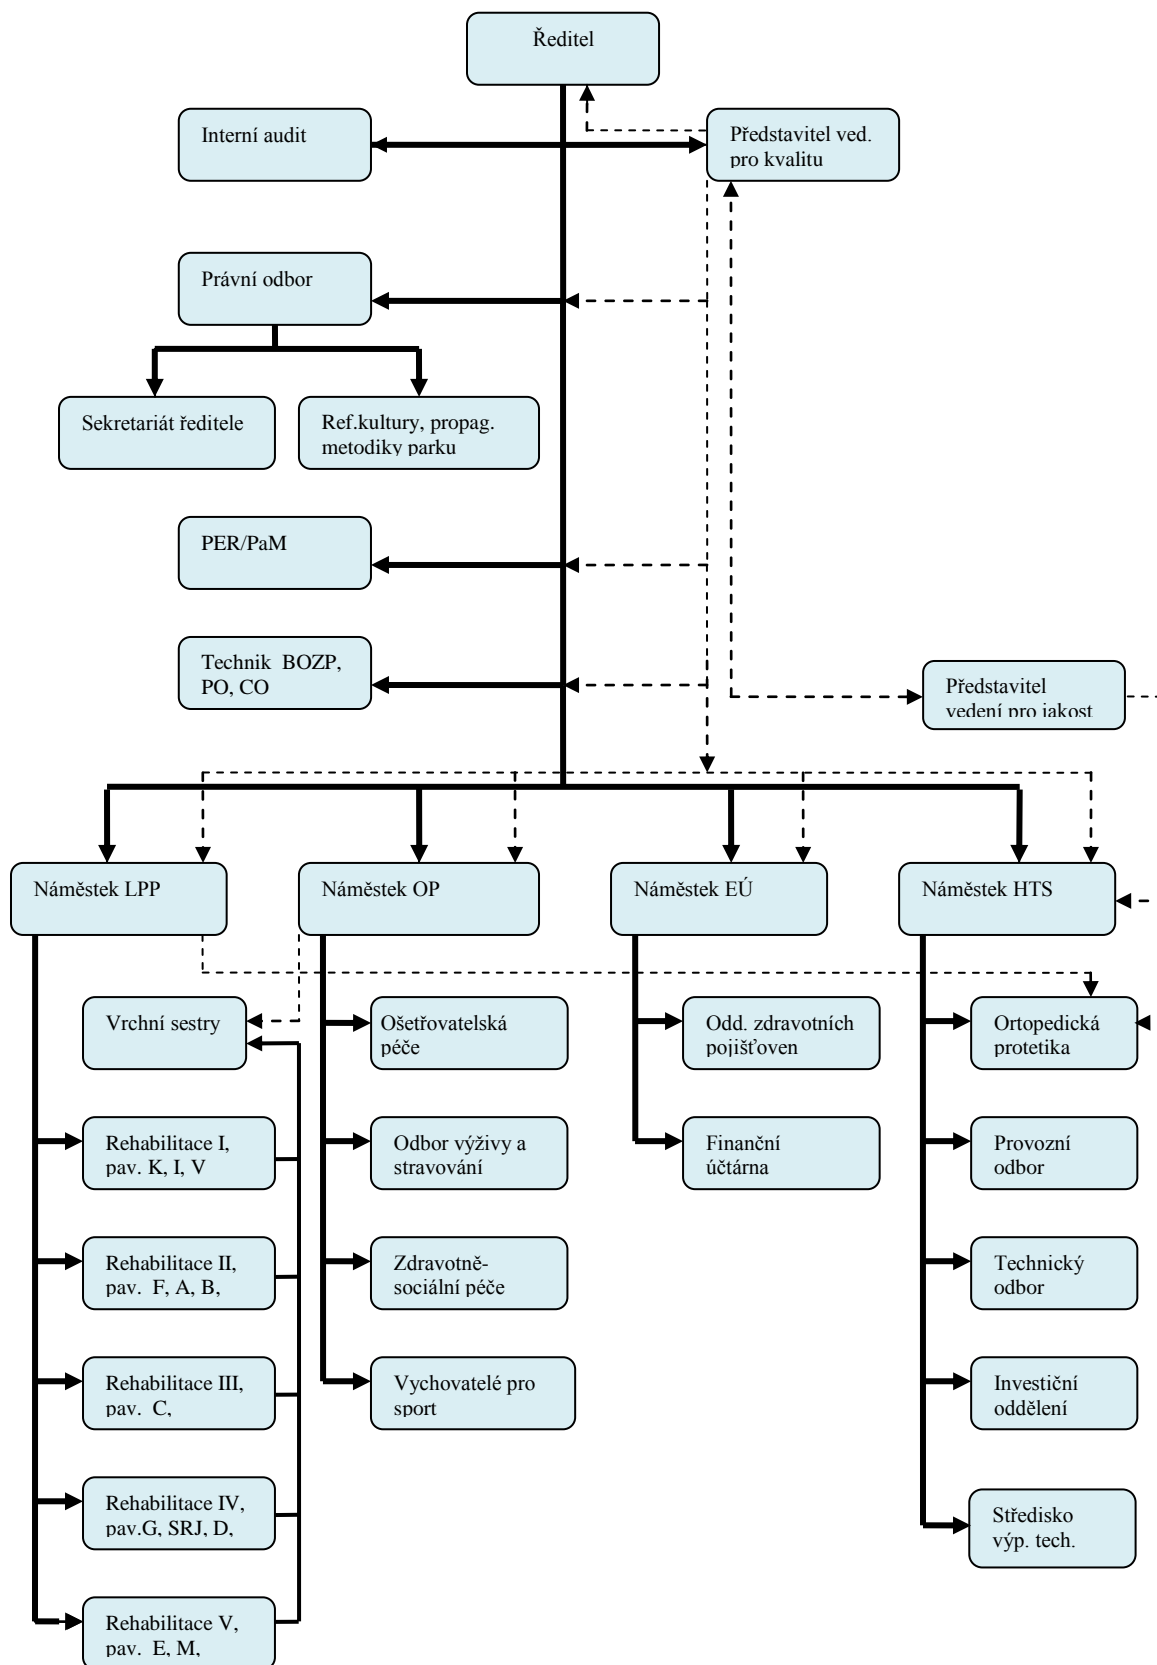 Ředitel
Interní audit
Představitel ved.
pro kvalitu
Právní odbor
Sekretariát ředitele
Ref.kultury, propag.
metodiky parku
PER/PaM
Technik BOZP,
PO, CO
Představitel
vedení pro jakost
Náměstek LPP
Náměstek OP
Náměstek EÚ
Náměstek HTS
Vrchní sestry
Ošetřovatelská
péče
Odd. zdravotních
pojišťoven
Ortopedická
protetika
Rehabilitace I,
pav. K, I, V
Odbor výživy a
stravování
Finanční
účtárna
Provozní
odbor
Rehabilitace II,
pav. F, A, B,
Zdravotně-
sociální péče
Technický
odbor
Rehabilitace III,
pav. C,
Vychovatelé pro
sport
Investiční
oddělení
Rehabilitace IV,
pav.G, SRJ, D,
Středisko
výp. tech.
Rehabilitace V,
pav. E, M,